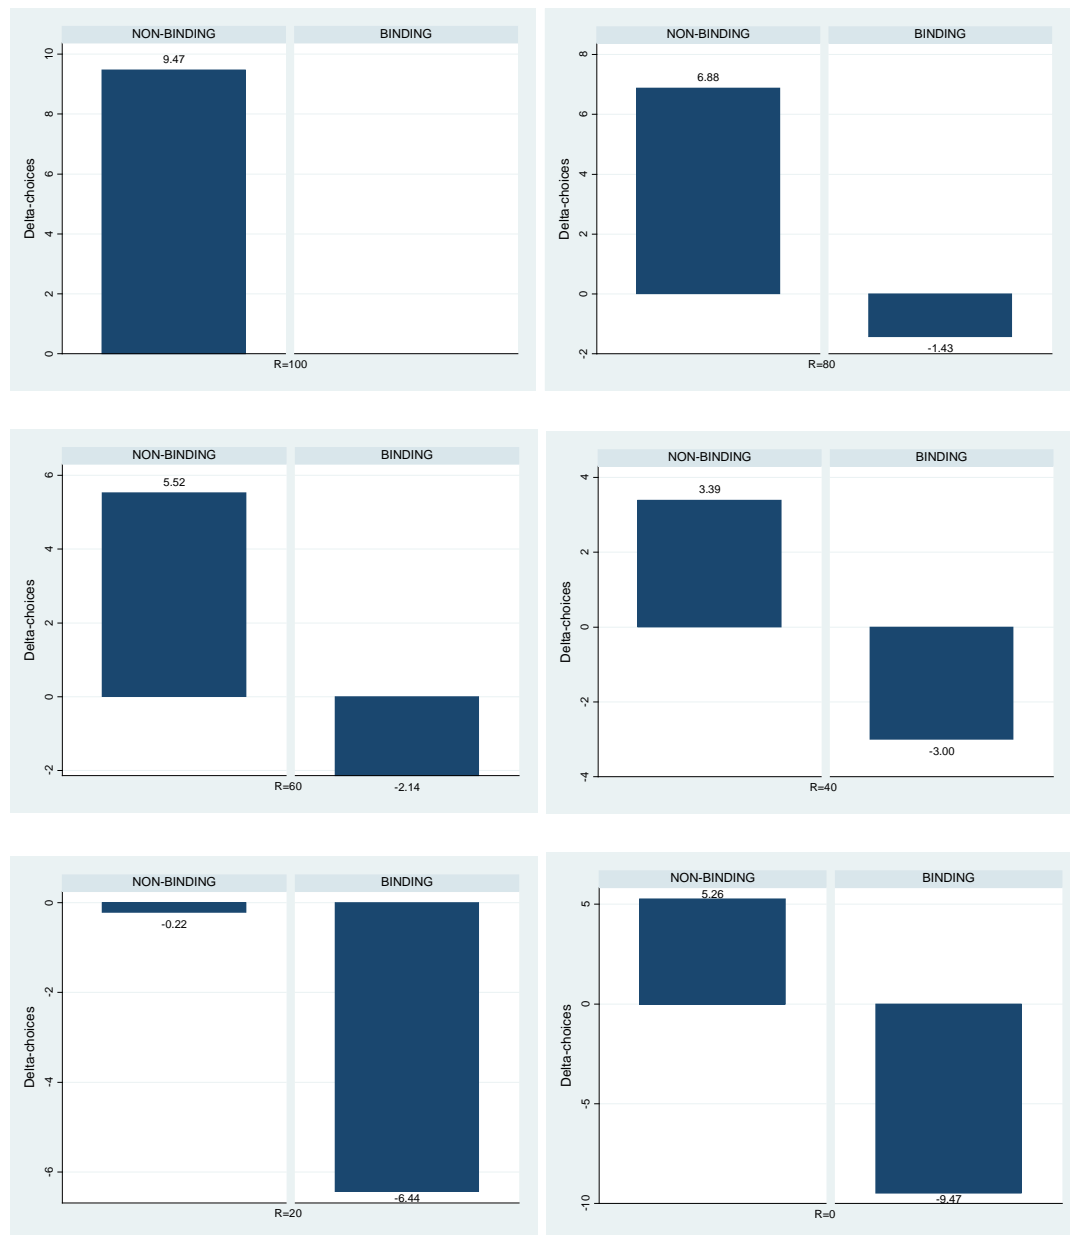 NON-BINDING BINDING
10
9.47
8
6
4
2
0
Delta-choices
R=100
NON-BINDING BINDING
8
6.88
6
4
2
0
-1.43
-2
Delta-choices
R=80
NON-BINDING BINDING
6
5.52
4
2
0
-2
Delta-choices
R=60
-2.14
NON-BINDING BINDING
4
3.39
2
0
-2
-3.00
-4
Delta-choices
R=40
NON-BINDING BINDING
0
-0.22
-2
-4
-6
-6.44
Delta-choices
R=20
NON-BINDING BINDING
5.26
5
0
-5
-9.47
-10
Delta-choices
R=0